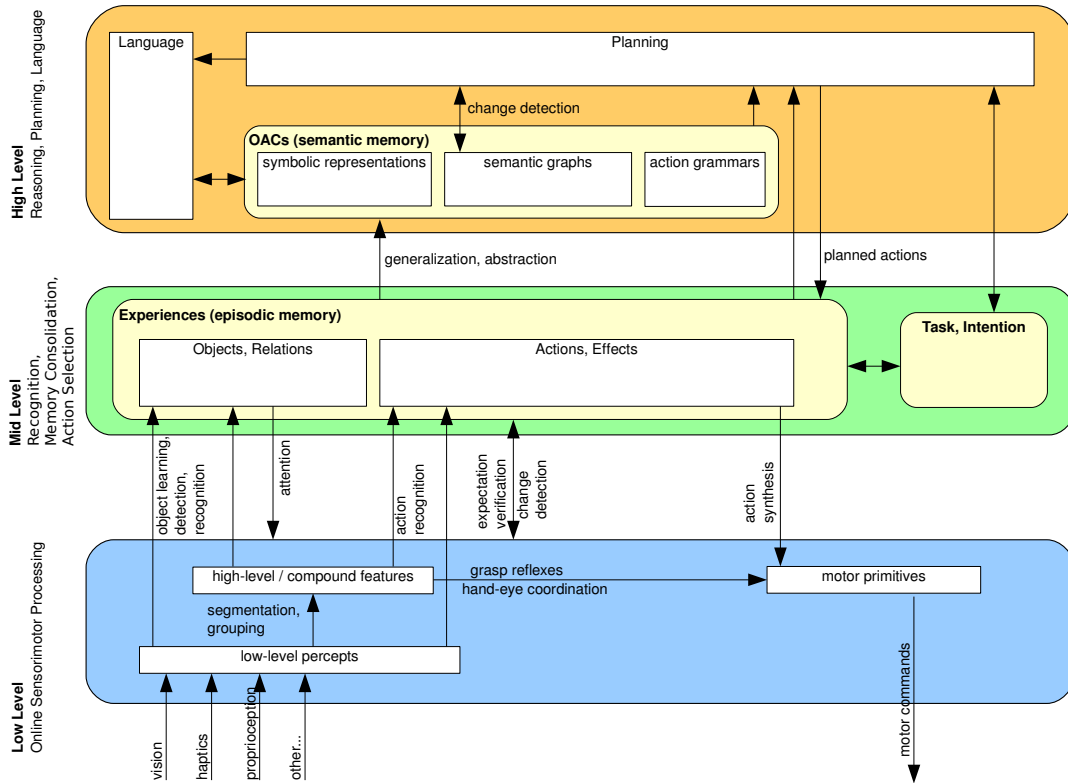 High Level
Reasoning, Planning, Language
Language
Planning
change detection
OACs (semantic memory)
symbolic representations
semantic graphs
action grammars
generalization, abstraction
planned actions
Mid Level
Recognition,
Memory Consolidation,
Action Selection
Experiences (episodic memory)
Objects, Relations
Actions, Effects
Task, Intention
object learning,
detection,
recognition
attention
action
recognition
expectation
verification
change
detection
action
synthesis
Low Level
Online Sensorimotor Processing
high-level / compound features
grasp reflexes
hand-eye coordination
motor primitives
segmentation,
grouping
low-level percepts
vision
haptics
proprioception
other...
motor commands